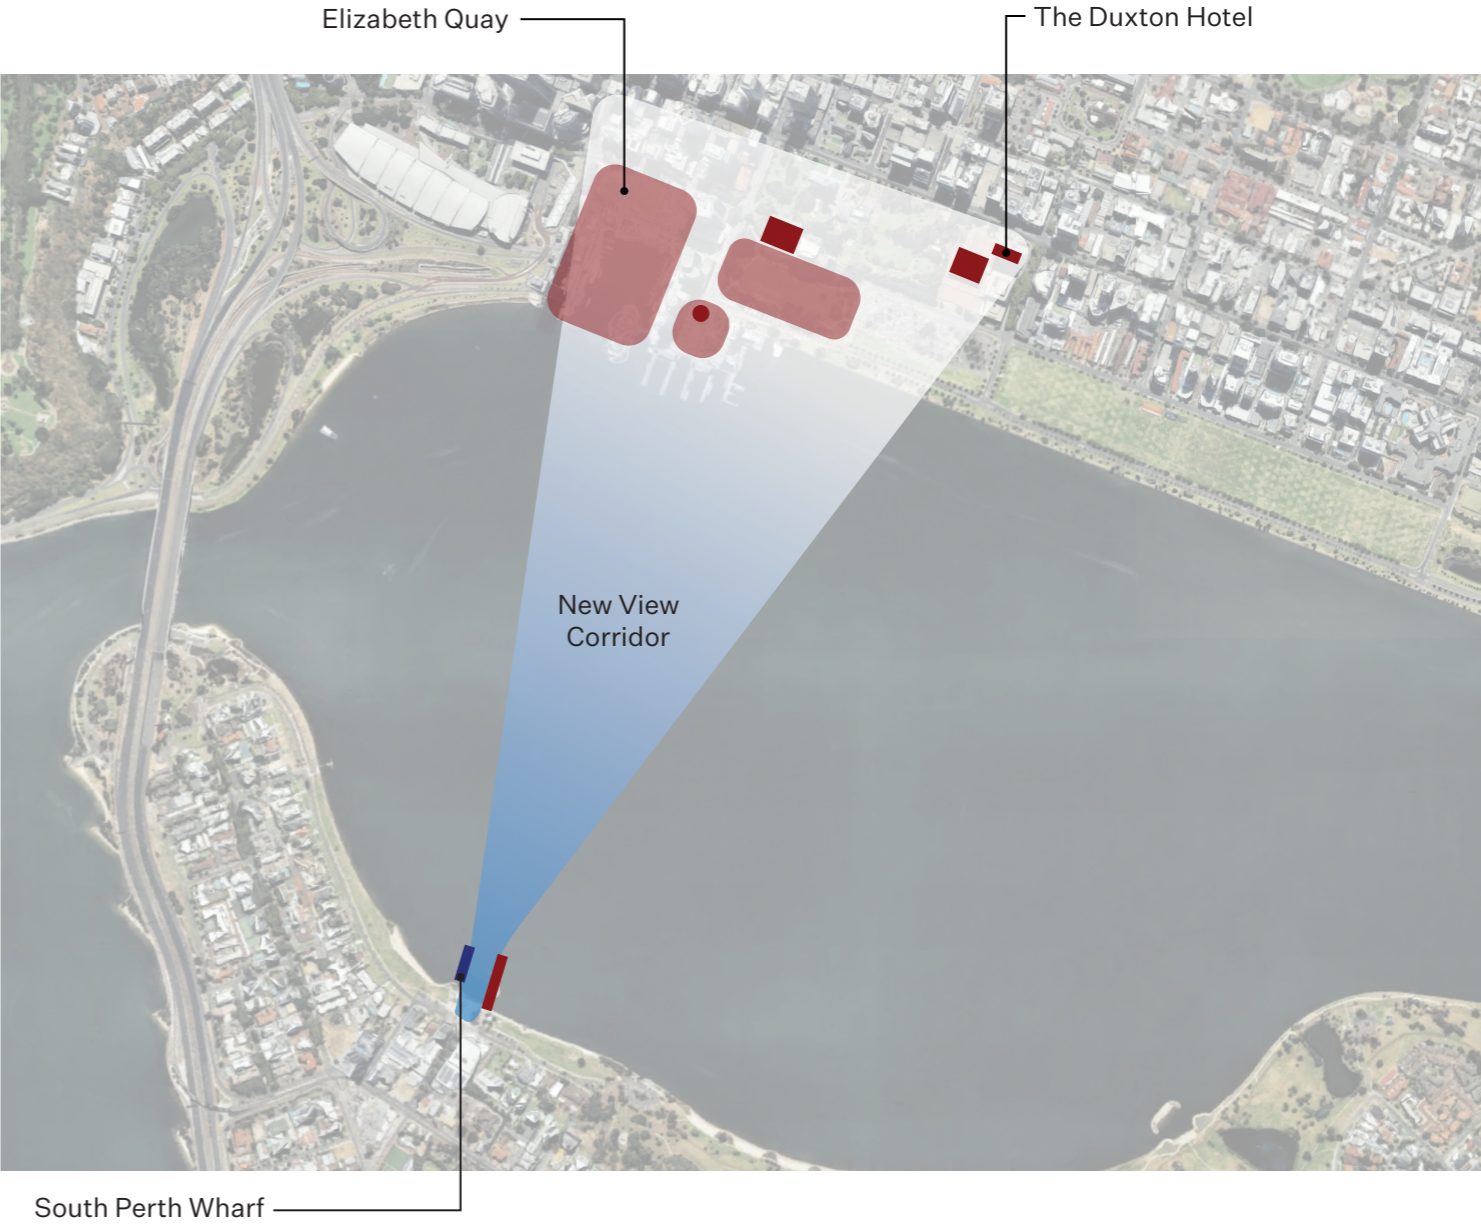 Elizabeth Quay
The Duxton Hotel
New View
Corridor
South Perth Wharf